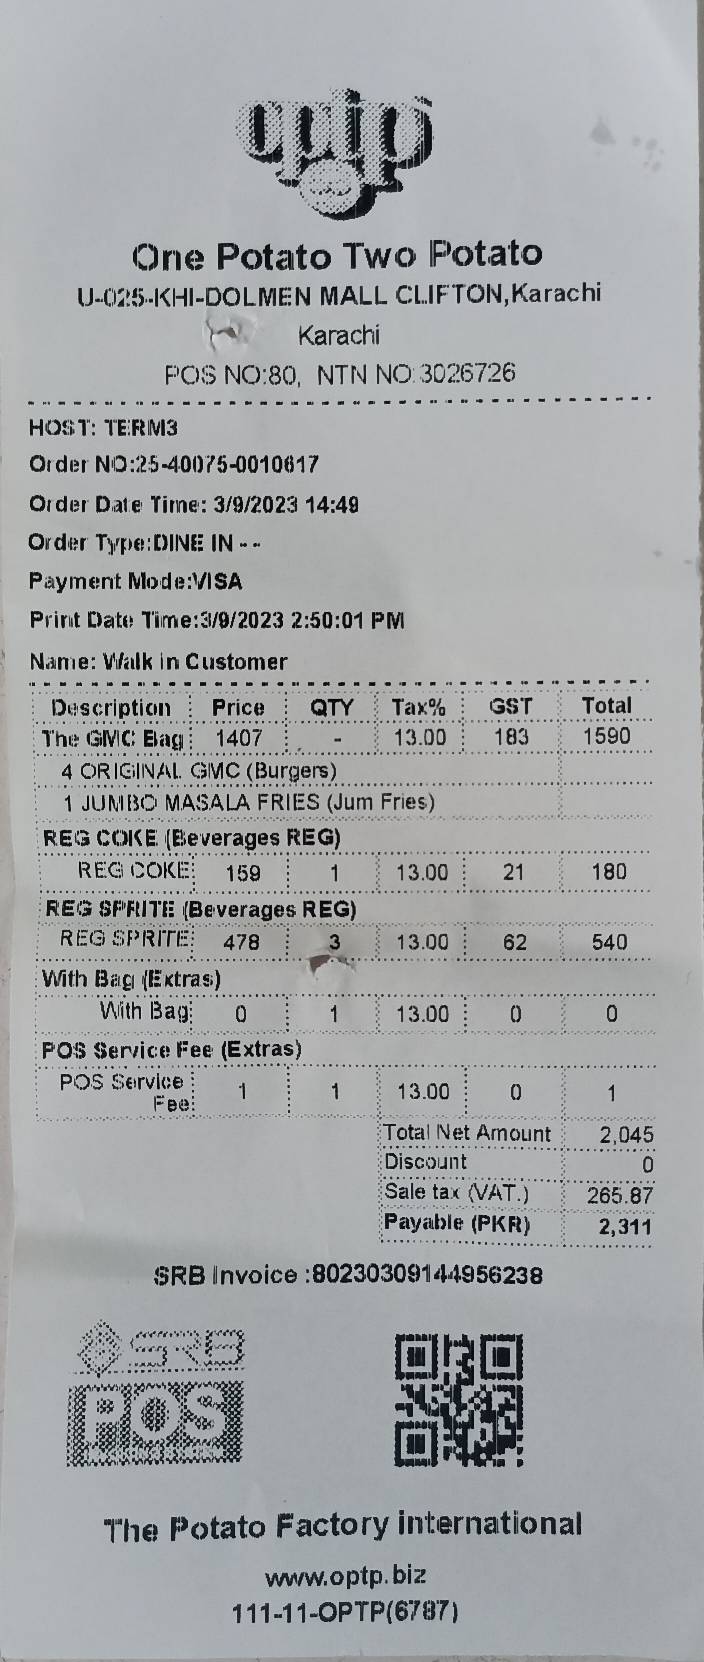 optp
One Potato Two Potato
U-025-KHI-DOLMEN MALL CLIFTON,Karachi
Karachi
POS NO:80, NTN NO:3026726
HOST: TERM3
Order NO:25-40075-0010617
Order Date Time: 3/9/2023 14:49
Order Type:DINE IN - -
Payment Mode:VISA
Print Date Time:3/9/2023 2:50:01 PM
Name: Walk in Customer
Description Price QTY Tax% GST Total
The GMC Bag 1407 - 13.00 183 1590
4 ORIGINAL GMC (Burgers)
1 JUMBO MASALA FRIES (Jum Fries)
REG COKE (Beverages REG)
REG COKE 159 1 13.00 21 180
REG SPRITE (Beverages REG)
REG SPRITE 478 3 13.00 62 540
With Bag (Extras)
With Bag 0 1 13.00 0 0
POS Service Fee (Extras)
POS Service 1 1 13.00 0 1
Fee
Total Net Amount 2,045
Discount 0
Sale tax (VAT.) 265.87
Payable (PKR) 2,311
SRB Invoice :80230309144956238
SRB
POS
The Potato Factory international
www.optp.biz
111-11-OPTP(6787)